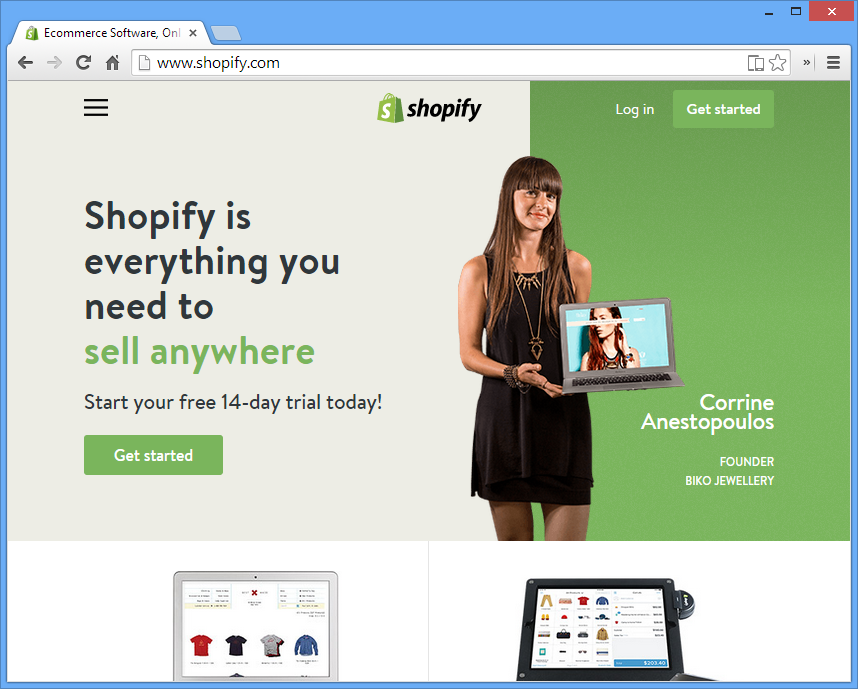 Ecommerce Software, Onl
www.shopify.com
shopify
Log in
Get started
Shopify is
everything you
need to
sell anywhere
Start your free 14-day trial today!
Get started
Corrine
Anestopoulos
FOUNDER
BIKO JEWELLERY
$203.40